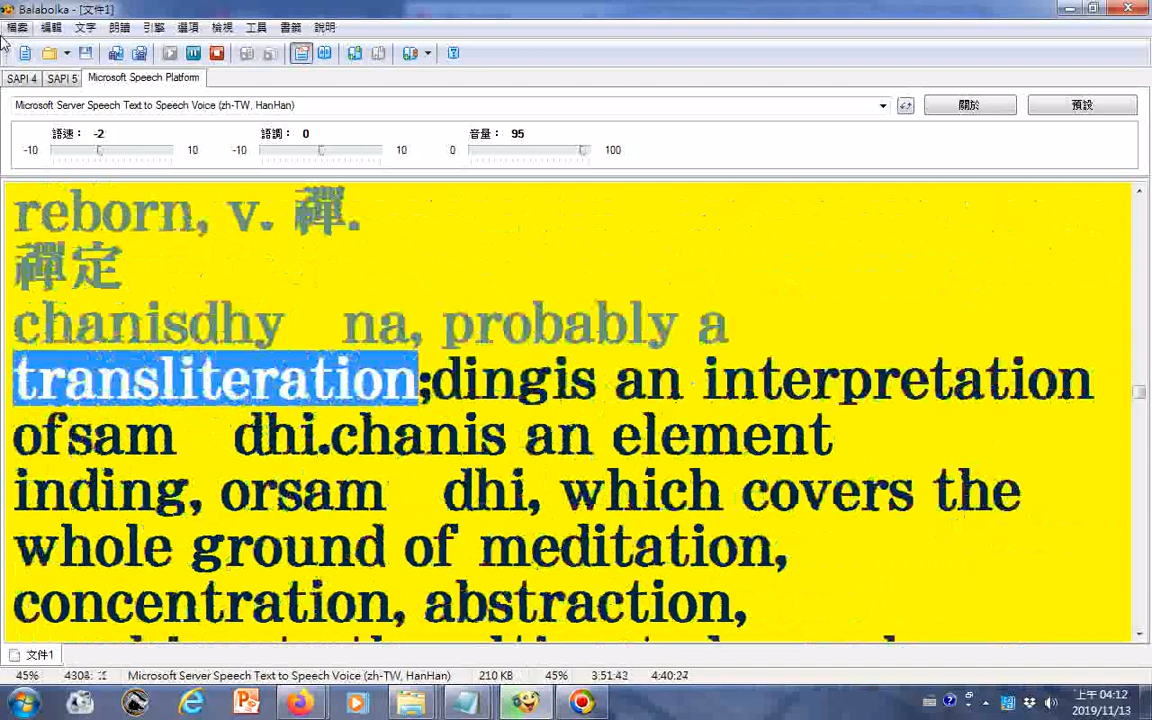 Balabolka - [文件1]
檔案 編輯 文字 朗讀 引擎 選項 檢視 工具 書籤 說明
SAPI 4 SAPI 5 Microsoft Speech Platform
Microsoft Server Speech Text to Speech Voice (zh-TW, HanHan) 關於 預設
語速： -2 語調： 0 音量： 95
-10 10 -10 10 0 100
reborn, v. 禪.
禪定
chanisdhy na, probably a
transliteration;dingis an interpretation
ofsam dhi.chanis an element
inding, orsam dhi, which covers the
whole ground of meditation,
concentration, abstraction,
文件1
45% Microsoft Server Speech Text to Speech Voice (zh-TW, HanHan) 210 KB 45% 3:51:43 4:40:27
上午 04:12
2019/11/13